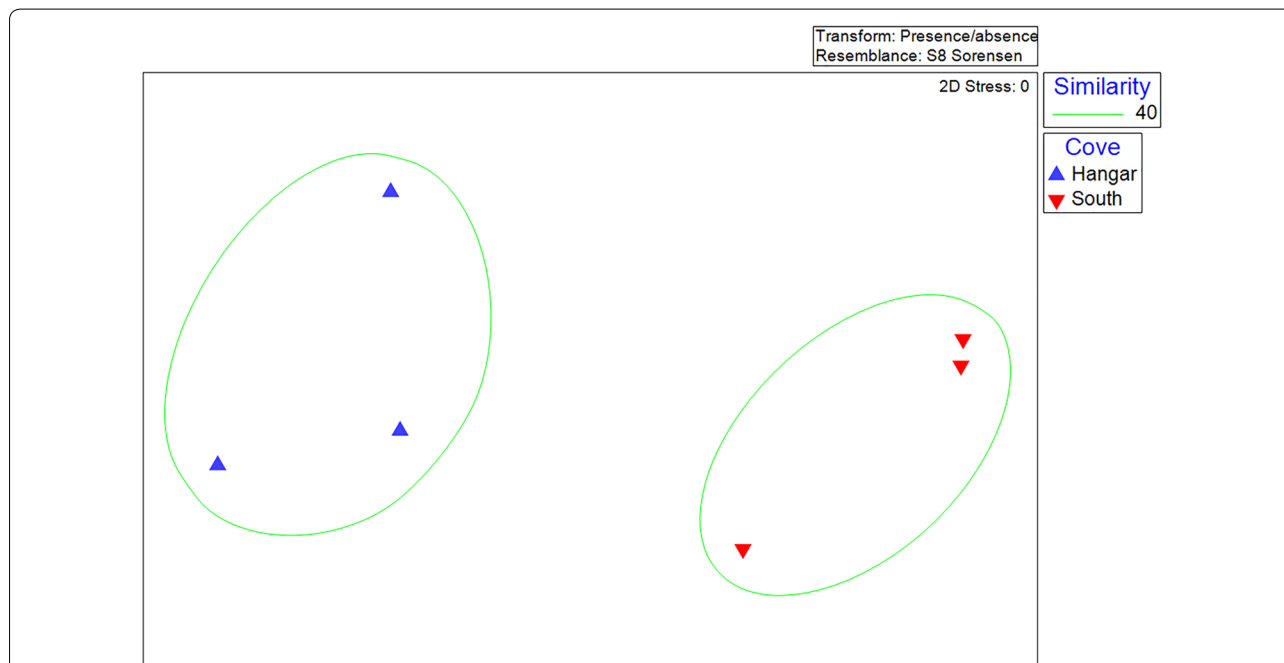 Transform: Presence/absence
Resemblance: S8 Sorensen
2D Stress: 0
Similarity
40
Cove
Hangar
South